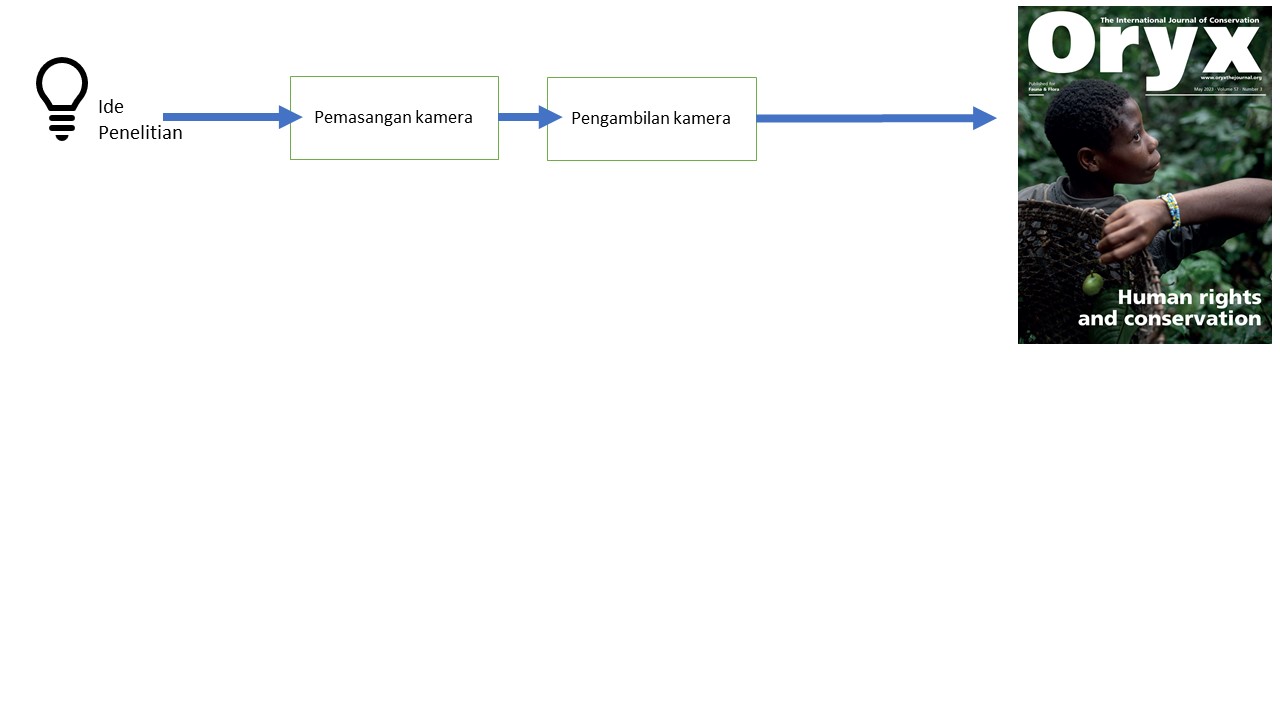 Ide
Penelitian
Pemasangan kamera
Pengambilan kamera
The International Journal of Conservation
Oryx
www.oryxthejournal.org
Published for
Fauna & Flora
May 2023 Volume 57 Number 3
Human rights
and conservation